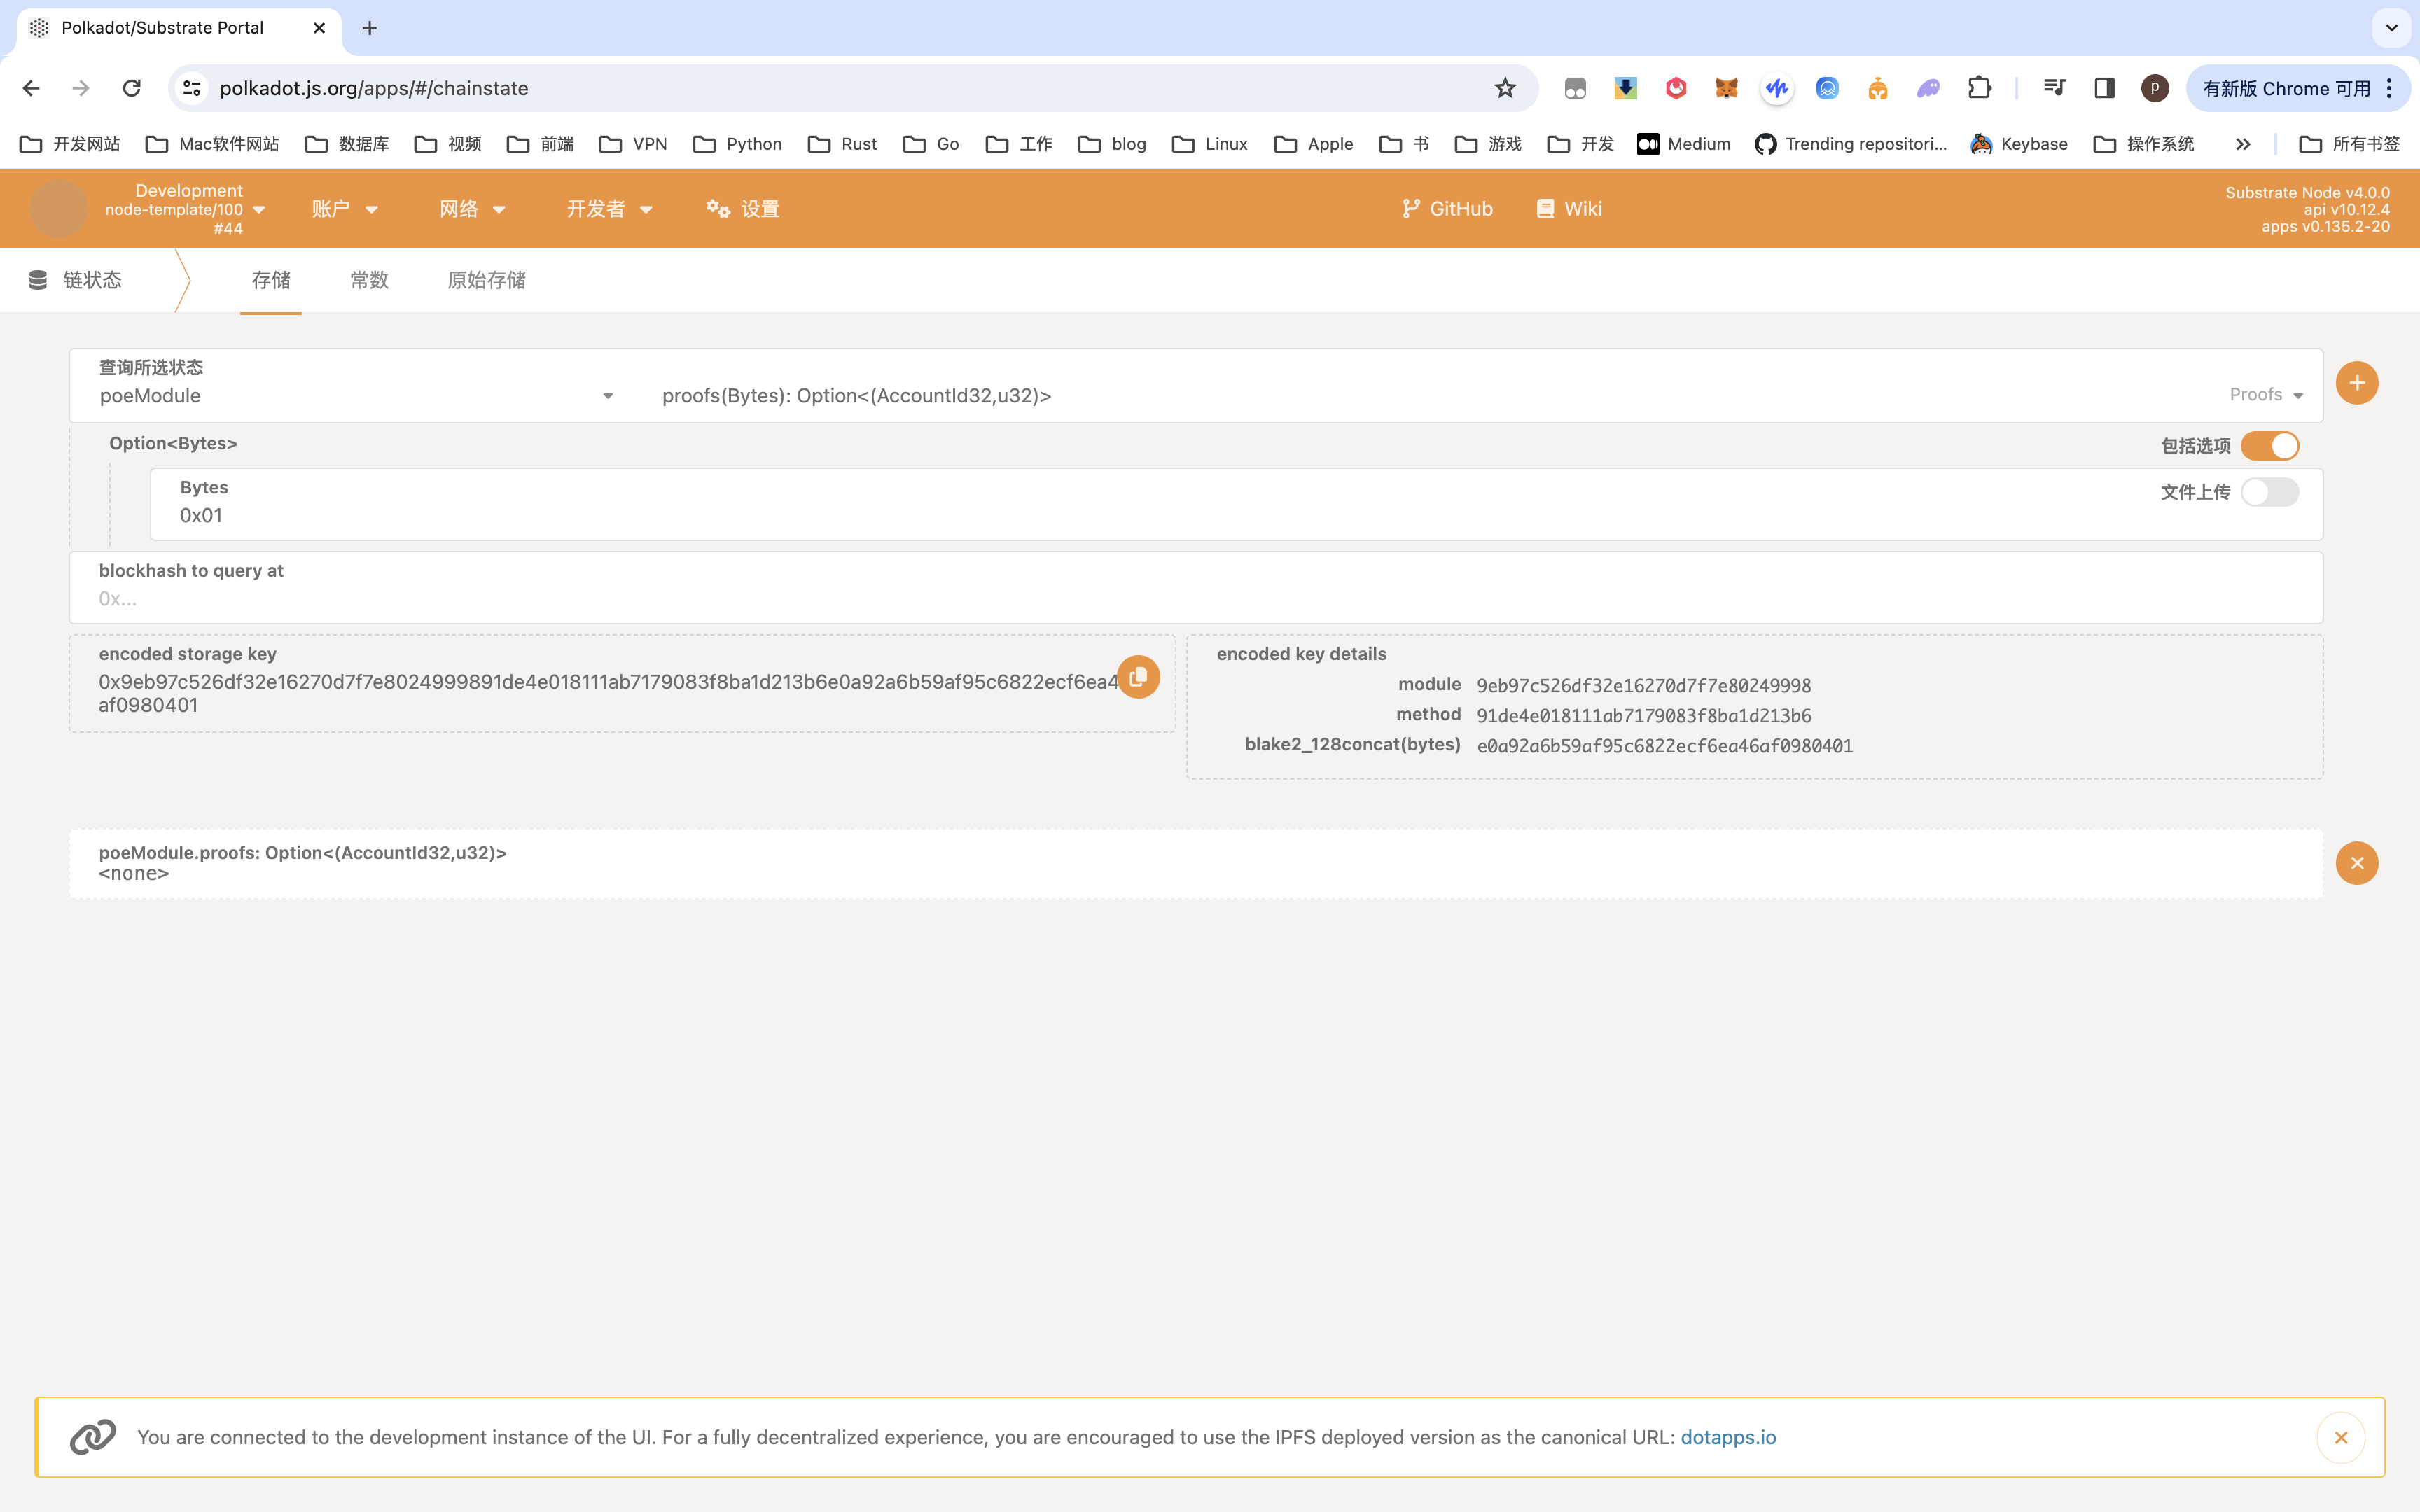 Polkadot/Substrate Portal
polkadot.js.org/apps/#/chainstate
p
有新版 Chrome 可用
开发网站
Mac软件网站
数据库
视频
前端
VPN
Python
Rust
Go
工作
blog
Linux
Apple
书
游戏
开发
Medium
Trending repositori...
Keybase
操作系统
所有书签
Development
node-template/100
#44
账户
网络
开发者
设置
GitHub
Wiki
Substrate Node v4.0.0
api v10.12.4
apps v0.135.2-20
链状态
存储
常数
原始存储
查询所选状态
poeModule
proofs(Bytes): Option<(AccountId32,u32)>
Proofs
Option<Bytes>
包括选项
Bytes
0x01
文件上传
blockhash to query at
0x...
encoded storage key
0x9eb97c526df32e16270d7f7e8024999891de4e018111ab7179083f8ba1d213b6e0a92a6b59af95c6822ecf6ea4
af0980401
encoded key details
module 9eb97c526df32e16270d7f7e80249998
method 91de4e018111ab7179083f8ba1d213b6
blake2_128concat(bytes) e0a92a6b59af95c6822ecf6ea46af0980401
poeModule.proofs: Option<(AccountId32,u32)>
<none>
You are connected to the development instance of the UI. For a fully decentralized experience, you are encouraged to use the IPFS deployed version as the canonical URL: dotapps.io